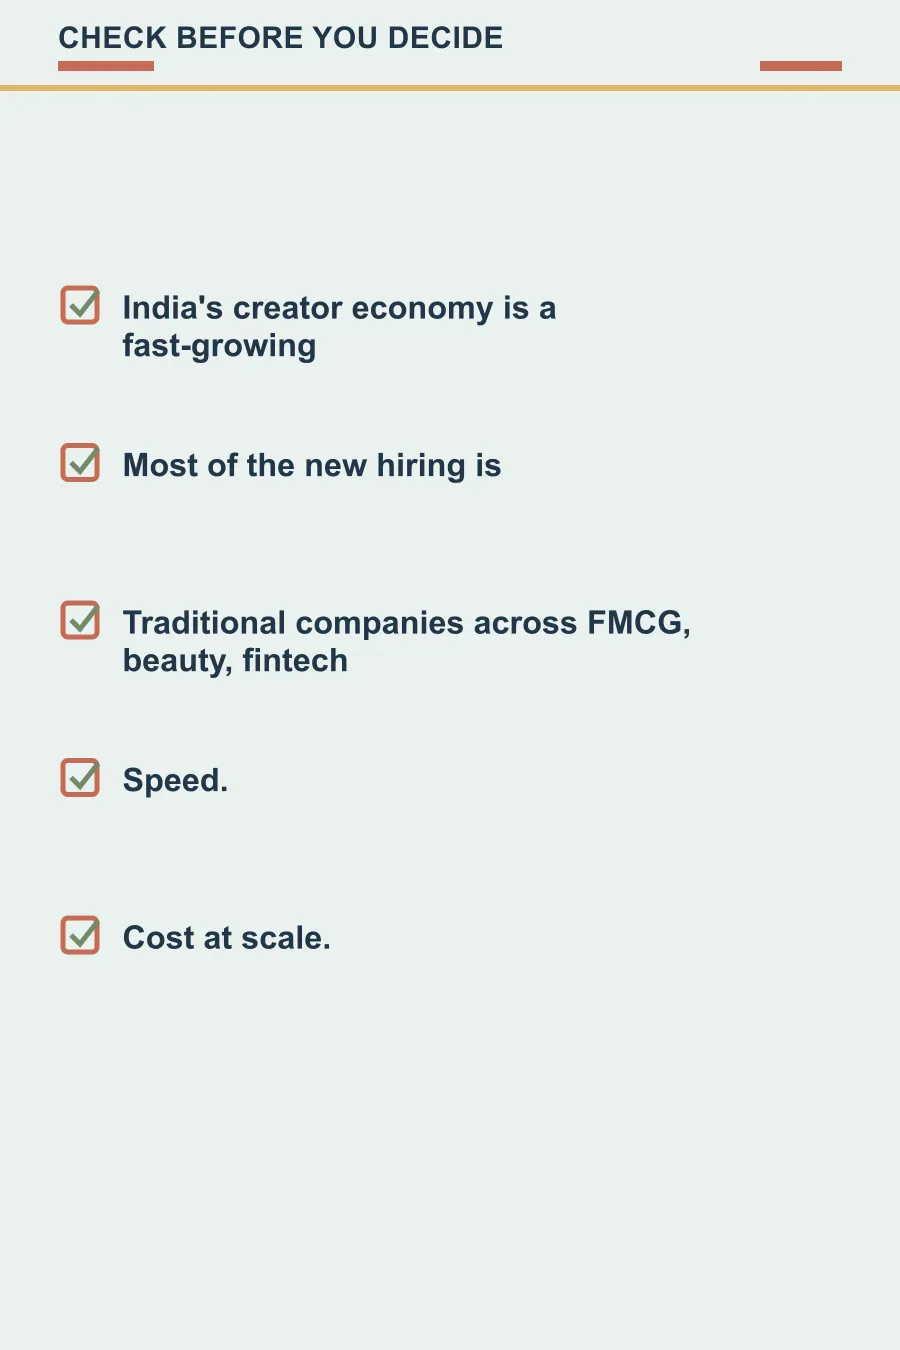 CHECK BEFORE YOU DECIDE
India's creator economy is a
fast-growing
Most of the new hiring is
Traditional companies across FMCG,
beauty, fintech
Speed.
Cost at scale.